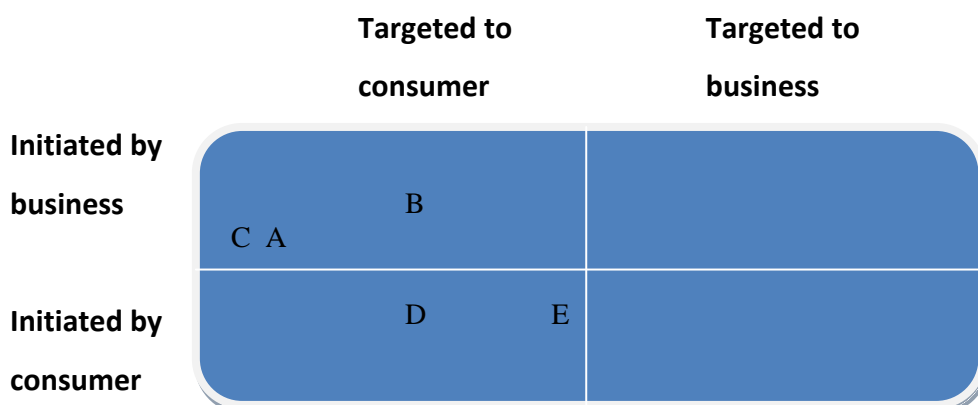 Targeted to
consumer
Targeted to
business
Initiated by
business
B
C A
Initiated by
consumer
D E